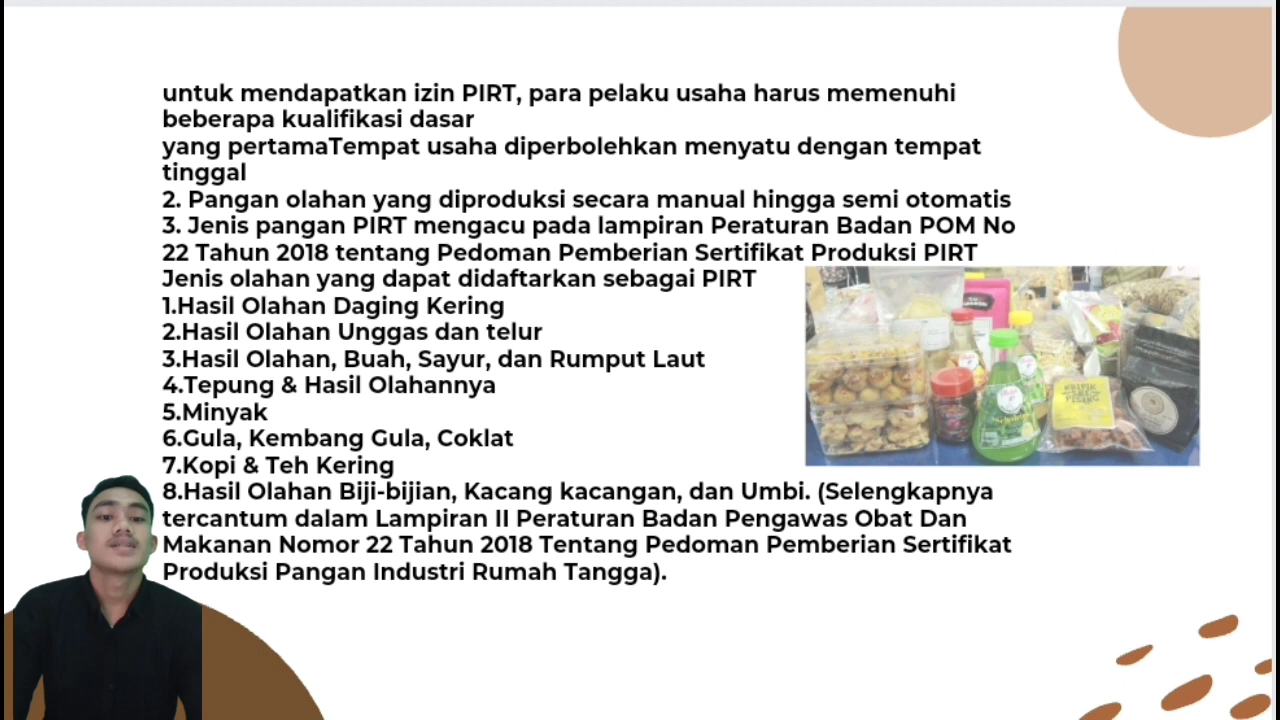 untuk mendapatkan izin PIRT, para pelaku usaha harus memenuhi
beberapa kualifikasi dasar
yang pertamaTempat usaha diperbolehkan menyatu dengan tempat
tinggal
2. Pangan olahan yang diproduksi secara manual hingga semi otomatis
3. Jenis pangan PIRT mengacu pada lampiran Peraturan Badan POM No
22 Tahun 2018 tentang Pedoman Pemberian Sertifikat Produksi PIRT
Jenis olahan yang dapat didaftarkan sebagai PIRT
1.Hasil Olahan Daging Kering
2.Hasil Olahan Unggas dan telur
3.Hasil Olahan, Buah, Sayur, dan Rumput Laut
4.Tepung & Hasil Olahannya
5.Minyak
6.Gula, Kembang Gula, Coklat
7.Kopi & Teh Kering
8.Hasil Olahan Biji-bijian, Kacang kacangan, dan Umbi. (Selengkapnya
tercantum dalam Lampiran II Peraturan Badan Pengawas Obat Dan
Makanan Nomor 22 Tahun 2018 Tentang Pedoman Pemberian Sertifikat
Produksi Pangan Industri Rumah Tangga).